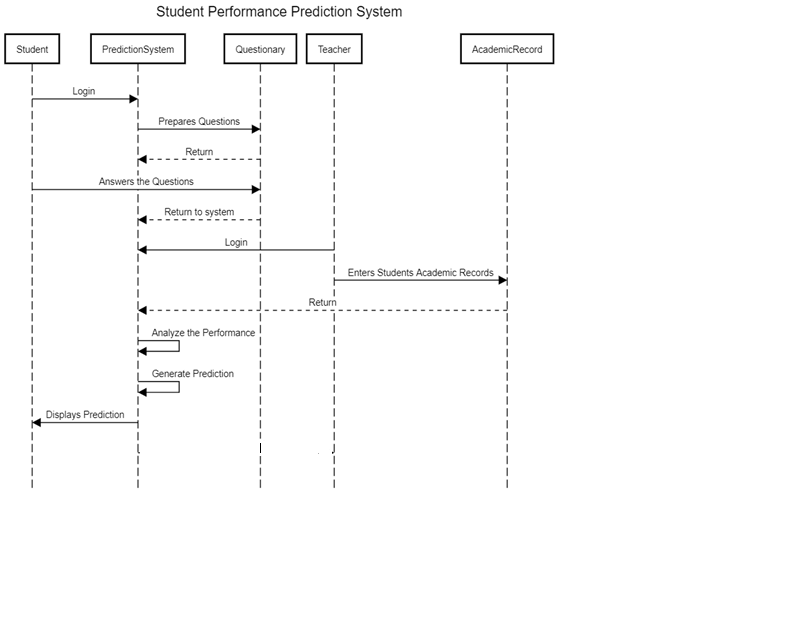 Student Performance Prediction System
Student
PredictionSystem
Questionary
Teacher
AcademicRecord
Login
Prepares Questions
Return
Answers the Questions
Return to system
Login
Enters Students Academic Records
Return
Analyze the Performance
Generate Prediction
Displays Prediction